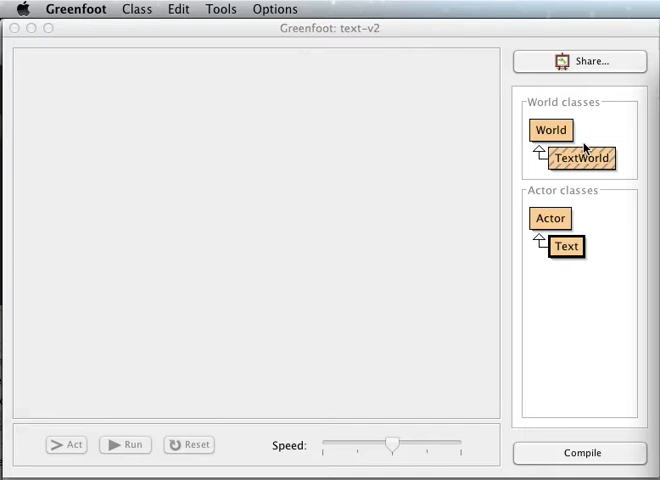 Greenfoot Class Edit Tools Options
Greenfoot: text-v2
Share...
World classes
World
TextWorld
Actor classes
Actor
Text
Act Run Reset Speed:
Compile